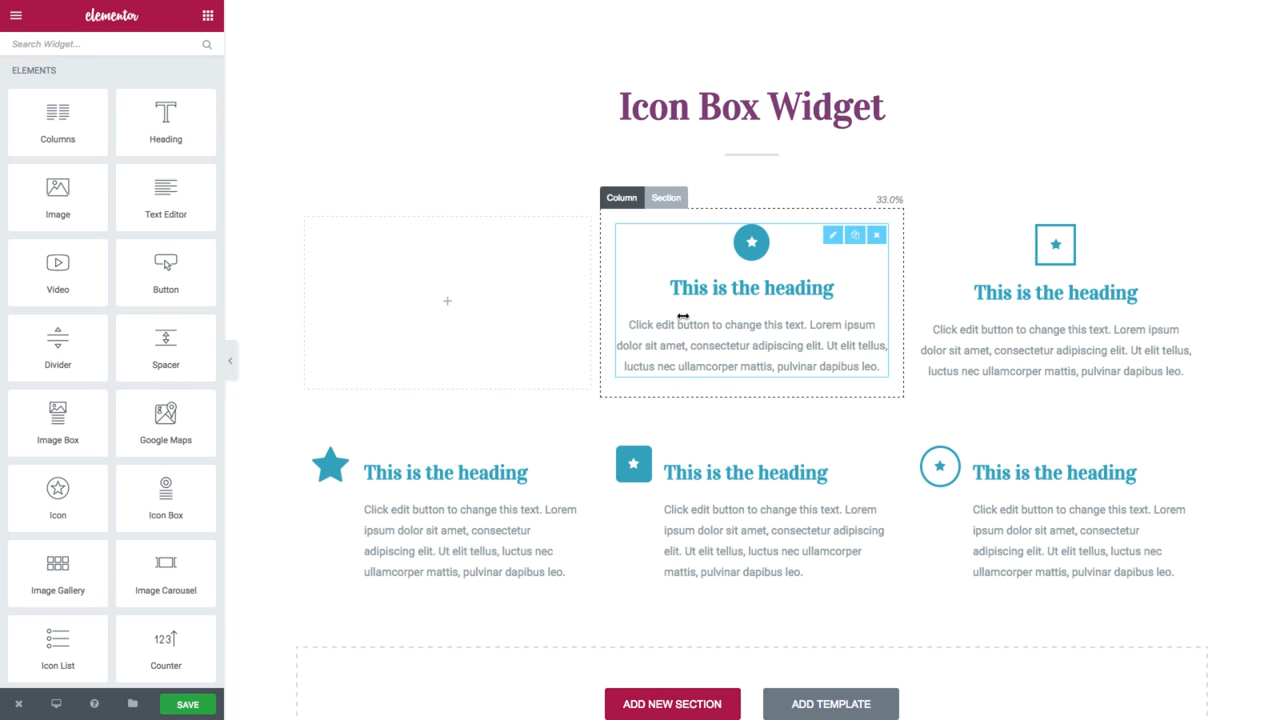 elementor
Search Widget...
ELEMENTS
Columns
Heading
Image
Text Editor
Video
Button
Divider
Spacer
Image Box
Google Maps
Icon
Icon Box
Image Gallery
Image Carousel
123
Icon List
Counter
SAVE
Icon Box Widget
Column
Section
33.0%
This is the heading
Click edit button to change this text. Lorem ipsum
dolor sit amet, consectetur adipiscing elit. Ut elit tellus,
luctus nec ullamcorper mattis, pulvinar dapibus leo.
This is the heading
Click edit button to change this text. Lorem ipsum
dolor sit amet, consectetur adipiscing elit. Ut elit tellus,
luctus nec ullamcorper mattis, pulvinar dapibus leo.
This is the heading
Click edit button to change this text. Lorem
ipsum dolor sit amet, consectetur
adipiscing elit. Ut elit tellus, luctus nec
ullamcorper mattis, pulvinar dapibus leo.
This is the heading
Click edit button to change this text. Lorem
ipsum dolor sit amet, consectetur adipiscing
elit. Ut elit tellus, luctus nec ullamcorper
mattis, pulvinar dapibus leo.
This is the heading
Click edit button to change this text. Lorem
ipsum dolor sit amet, consectetur
adipiscing elit. Ut elit tellus, luctus nec
ullamcorper mattis, pulvinar dapibus leo.
ADD NEW SECTION
ADD TEMPLATE